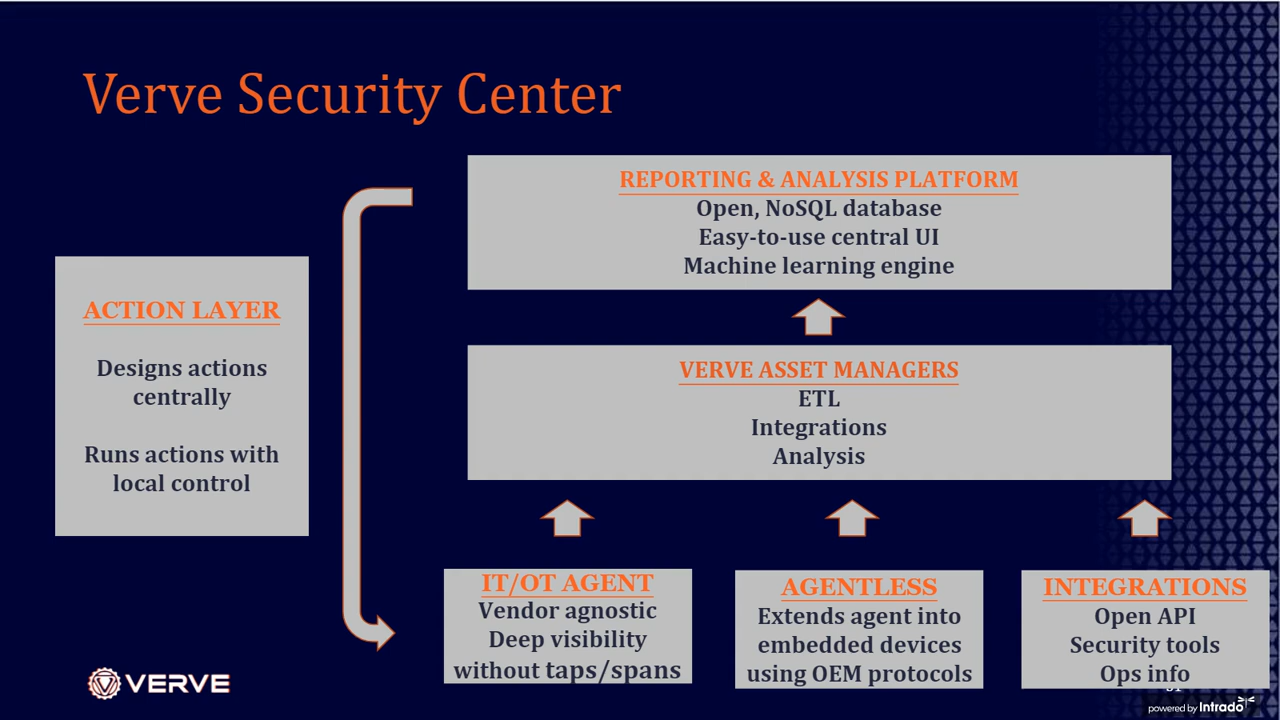 Verve Security Center
REPORTING & ANALYSIS PLATFORM
Open, NoSQL database
Easy-to-use central UI
Machine learning engine
ACTION LAYER
Designs actions
centrally
Runs actions with
local control
VERVE ASSET MANAGERS
ETL
Integrations
Analysis
IT/OT AGENT
Vendor agnostic
Deep visibility
without taps/spans
AGENTLESS
Extends agent into
embedded devices
using OEM protocols
INTEGRATIONS
Open API
Security tools
Ops info
VERVE
powered by Intrado